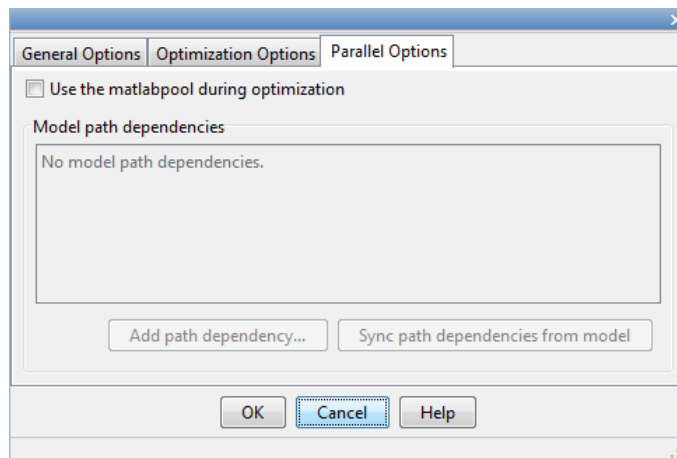 General Options Optimization Options Parallel Options
Use the matlabpool during optimization
Model path dependencies
No model path dependencies.
Add path dependency... Sync path dependencies from model
OK Cancel Help